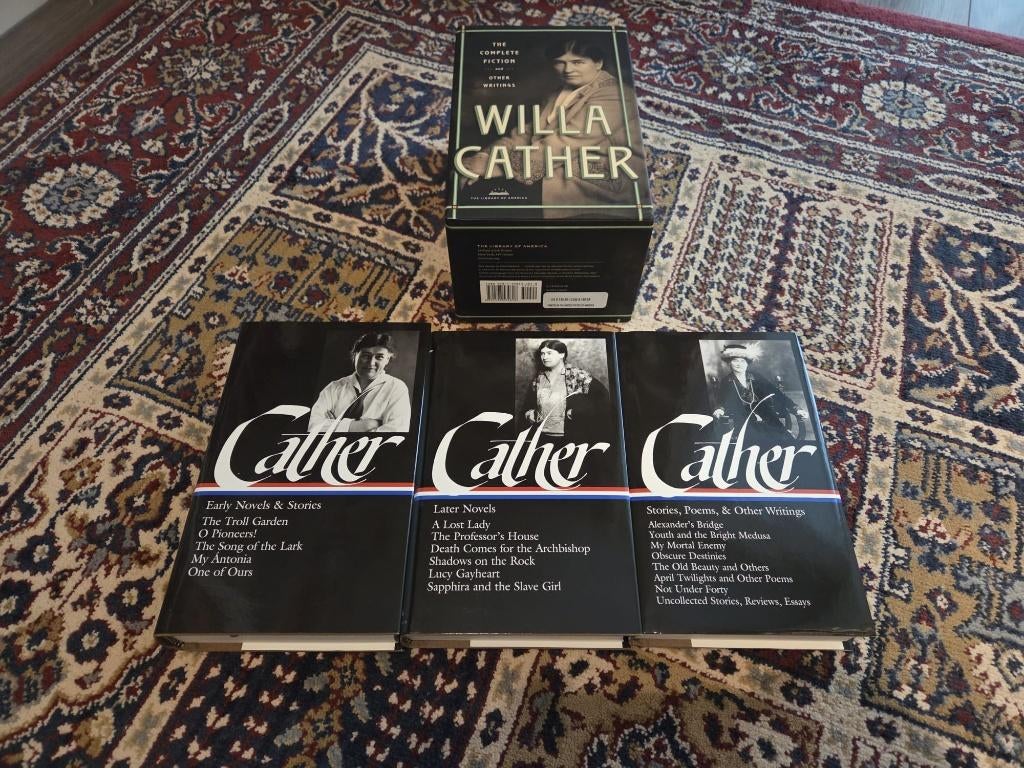 THE
COMPLETE
FICTION
and
OTHER
WRITINGS
WILLA
CATHER
THE LIBRARY OF AMERICA
THE LIBRARY OF AMERICA
Cather
Early Novels & Stories
The Troll Garden
O Pioneers!
The Song of the Lark
My Ántonia
One of Ours
Cather
Later Novels
A Lost Lady
The Professor's House
Death Comes for the Archbishop
Shadows on the Rock
Lucy Gayheart
Sapphira and the Slave Girl
Cather
Stories, Poems, & Other Writings
Alexander's Bridge
Youth and the Bright Medusa
My Mortal Enemy
Obscure Destinies
The Old Beauty and Others
April Twilights and Other Poems
Not Under Forty
Uncollected Stories, Reviews, Essays